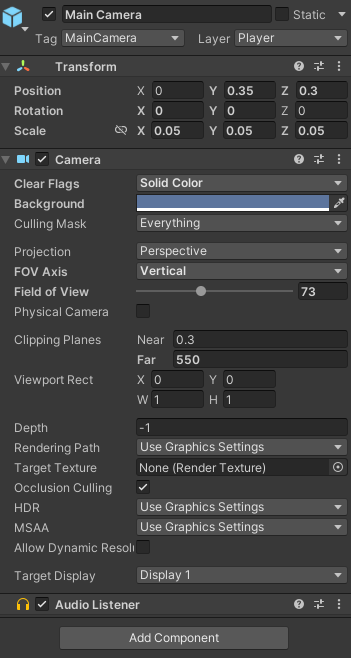 Main Camera Static
Tag MainCamera Layer Player
Transform
Position X 0 Y 0.35 Z 0.3
Rotation X 0 Y 0 Z 0
Scale X 0.05 Y 0.05 Z 0.05
Camera
Clear Flags Solid Color
Background
Culling Mask Everything
Projection Perspective
FOV Axis Vertical
Field of View 73
Physical Camera
Clipping Planes Near 0.3
Far 550
Viewport Rect X 0 Y 0
W 1 H 1
Depth -1
Rendering Path Use Graphics Settings
Target Texture None (Render Texture)
Occlusion Culling
HDR Use Graphics Settings
MSAA Use Graphics Settings
Allow Dynamic Resolu
Target Display Display 1
Audio Listener
Add Component